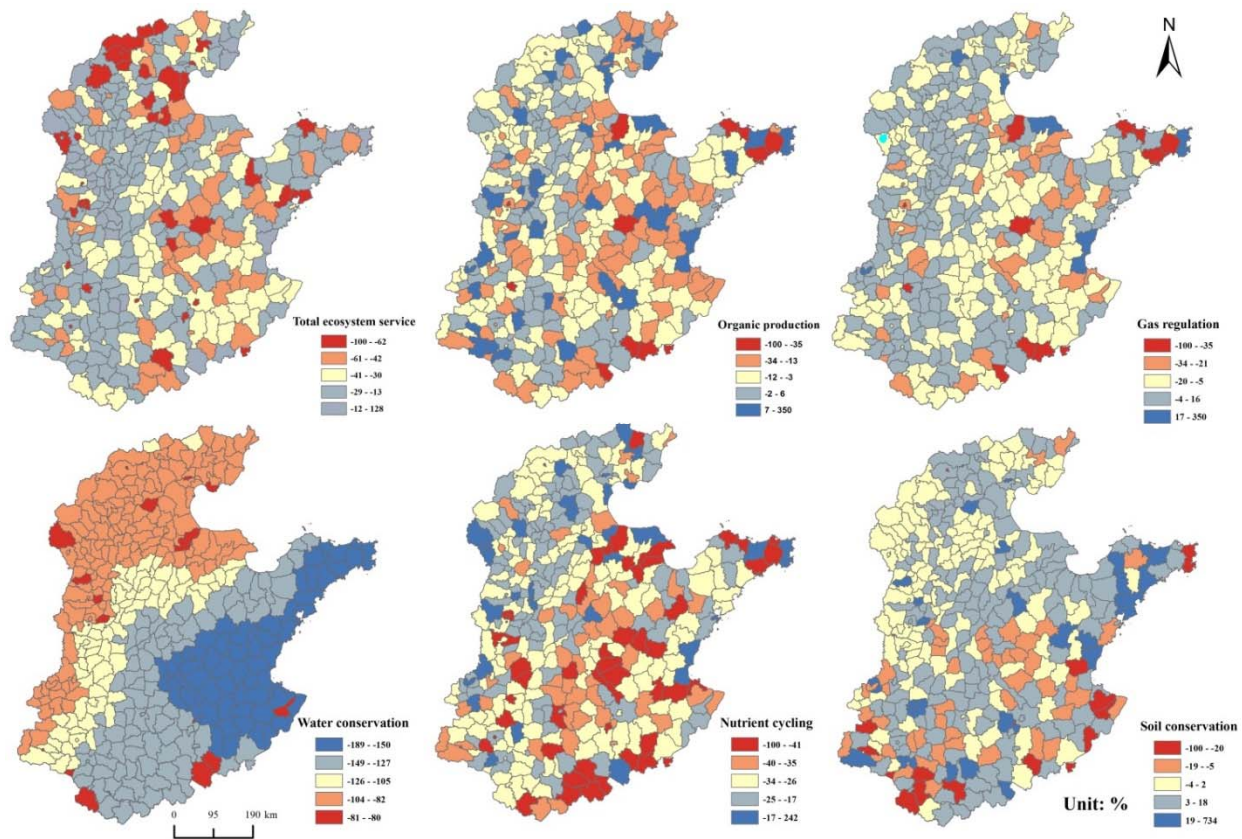 N
Total ecosystem service
-100 - -62
-61 - -42
-41 - -30
-29 - -13
-12 - 128
Organic production
-100 - -35
-34 - -13
-12 - -3
-2 - 6
7 - 350
Gas regulation
-100 - -35
-34 - -21
-20 - -5
-4 - 16
17 - 350
Water conservation
-189 - -150
-149 - -127
-126 - -105
-104 - -82
-81 - -80
0 95 190 km
Nutrient cycling
-100 - -41
-40 - -35
-34 - -26
-25 - -17
-17 - 242
Soil conservation
-100 - -20
-19 - -5
-4 - 2
3 - 18
19 - 734
Unit: %